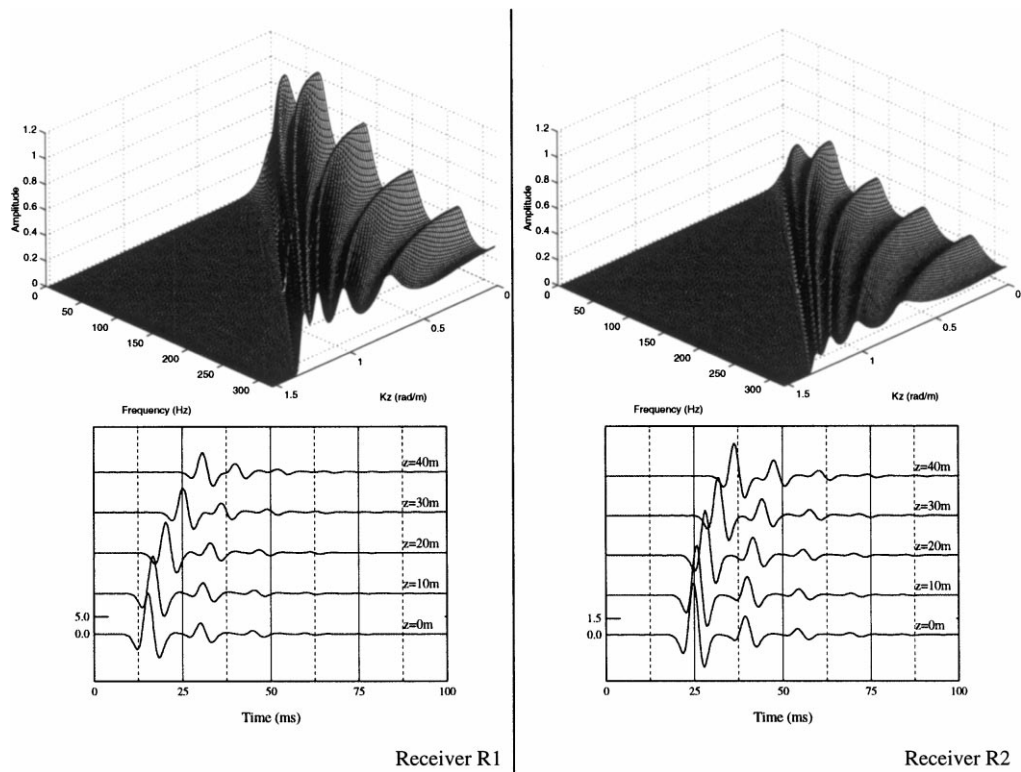 1.2
1
0.8
0.6
0.4
0.2
0
Amplitude
0
50
100
150
200
250
300
Frequency (Hz)
0
0.5
1
1.5
Kz (rad/m)
z=40m
z=30m
z=20m
z=10m
z=0m
5.0
0.0
0
25
50
75
100
Time (ms)
Receiver R1
1.2
1
0.8
0.6
0.4
0.2
0
Amplitude
0
50
100
150
200
250
300
Frequency (Hz)
0
0.5
1
1.5
Kz (rad/m)
z=40m
z=30m
z=20m
z=10m
z=0m
1.5
0.0
0
25
50
75
100
Time (ms)
Receiver R2